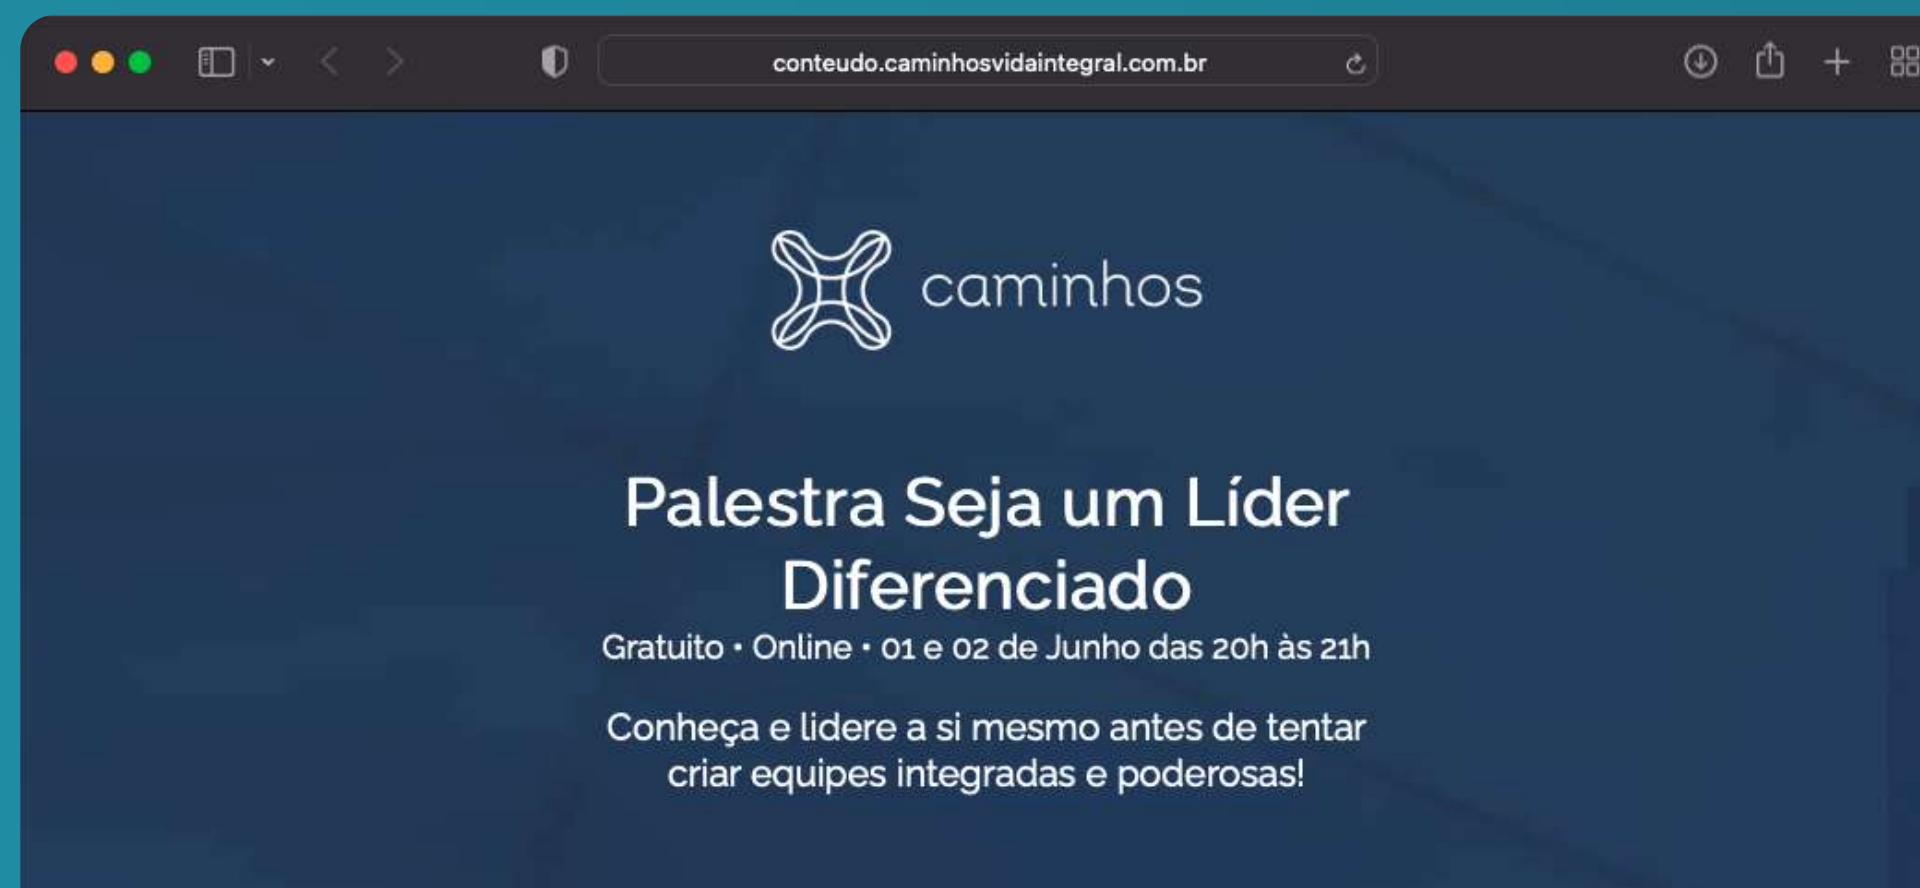 conteudo.caminhosvidaintegral.com.br
caminhos
Palestra Seja um Líder
Diferenciado
Gratuito • Online • 01 e 02 de Junho das 20h às 21h
Conheça e lidere a si mesmo antes de tentar
criar equipes integradas e poderosas!